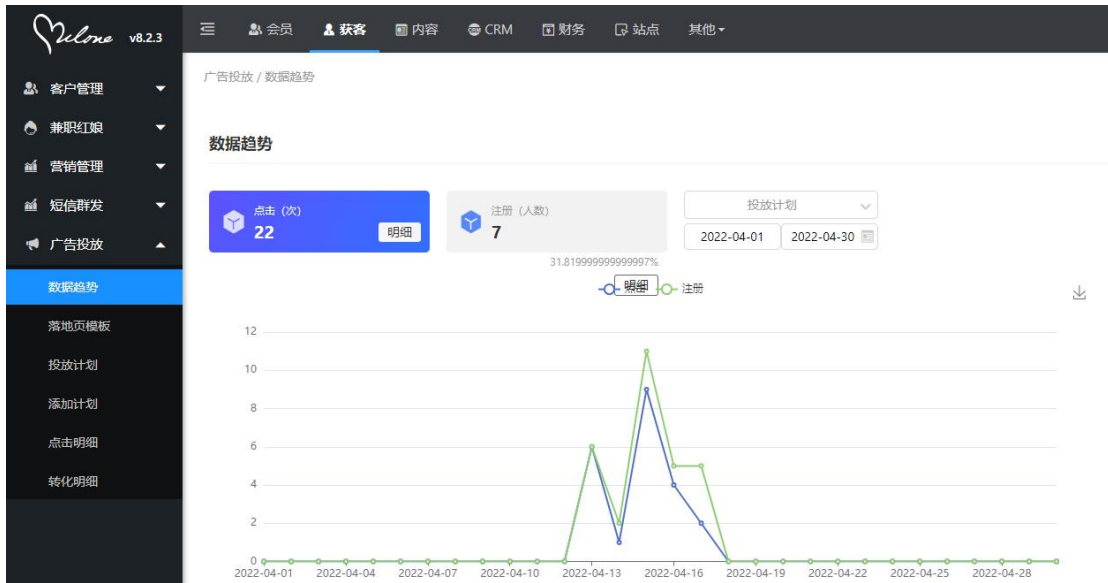 Melone v8.2.3
会员 获客 内容 CRM 财务 站点 其他
广告投放 / 数据趋势
客户管理
兼职红娘
营销管理
短信群发
广告投放
数据趋势
落地页模板
投放计划
添加计划
点击明细
转化明细
数据趋势
点击（次）
22
明细
注册（人数）
7
31.819999999999997%
明细
投放计划
2022-04-01 2022-04-30
注册
12
10
8
6
4
2
0
2022-04-01 2022-04-04 2022-04-07 2022-04-10 2022-04-13 2022-04-16 2022-04-19 2022-04-22 2022-04-25 2022-04-28